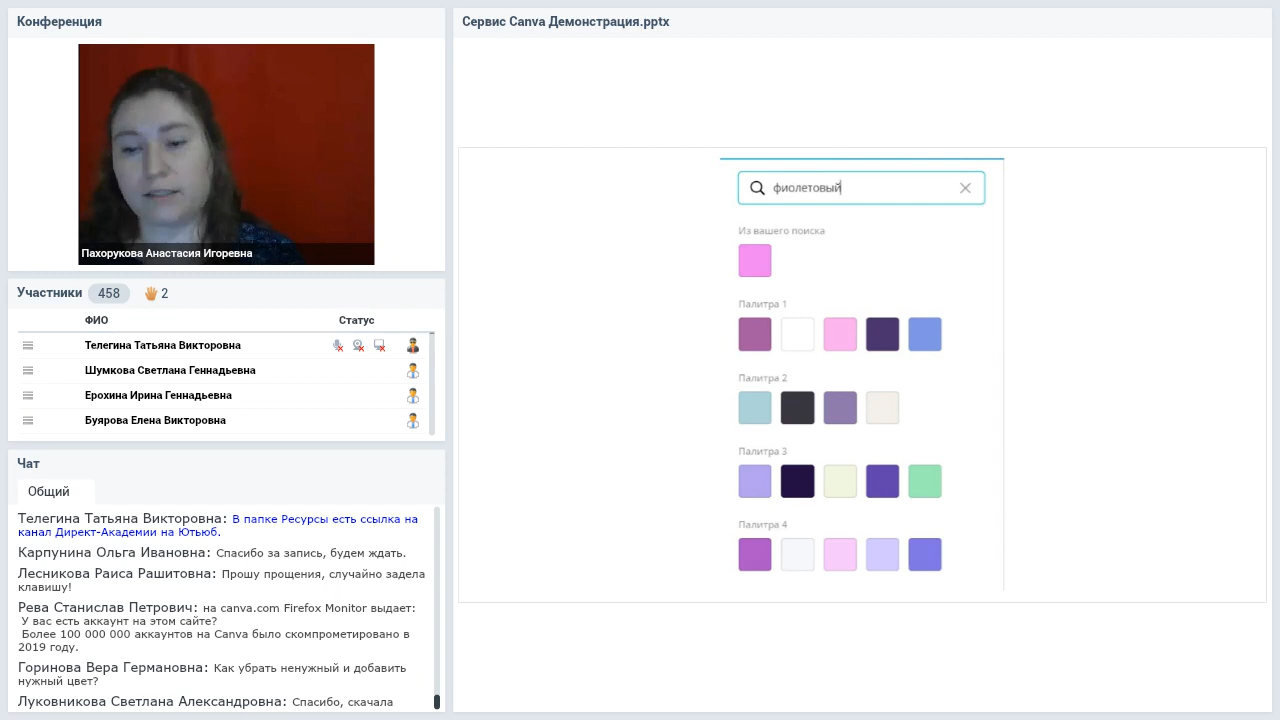 Конференция
Пахорукова Анастасия Игоревна
Участники 458 2
ФИО Статус
Телегина Татьяна Викторовна
Шумкова Светлана Геннадьевна
Ерохина Ирина Геннадьевна
Буярова Елена Викторовна
Чат
Общий
Телегина Татьяна Викторовна: В папке Ресурсы есть ссылка на
канал Директ-Академии на Ютьюб.
Карпунина Ольга Ивановна: Спасибо за запись, будем ждать.
Лесникова Раиса Рашитовна: Прошу прощения, случайно задела
клавишу!
Рева Станислав Петрович: на canva.com Firefox Monitor выдает:
У вас есть аккаунт на этом сайте?
Более 100 000 000 аккаунтов на Canva было скомпрометировано в
2019 году.
Горинова Вера Германовна: Как убрать ненужный и добавить
нужный цвет?
Луковникова Светлана Александровна: Спасибо, скачала
Сервис Canva Демонстрация.pptx
фиолетовый
Из вашего поиска
Палитра 1
Палитра 2
Палитра 3
Палитра 4